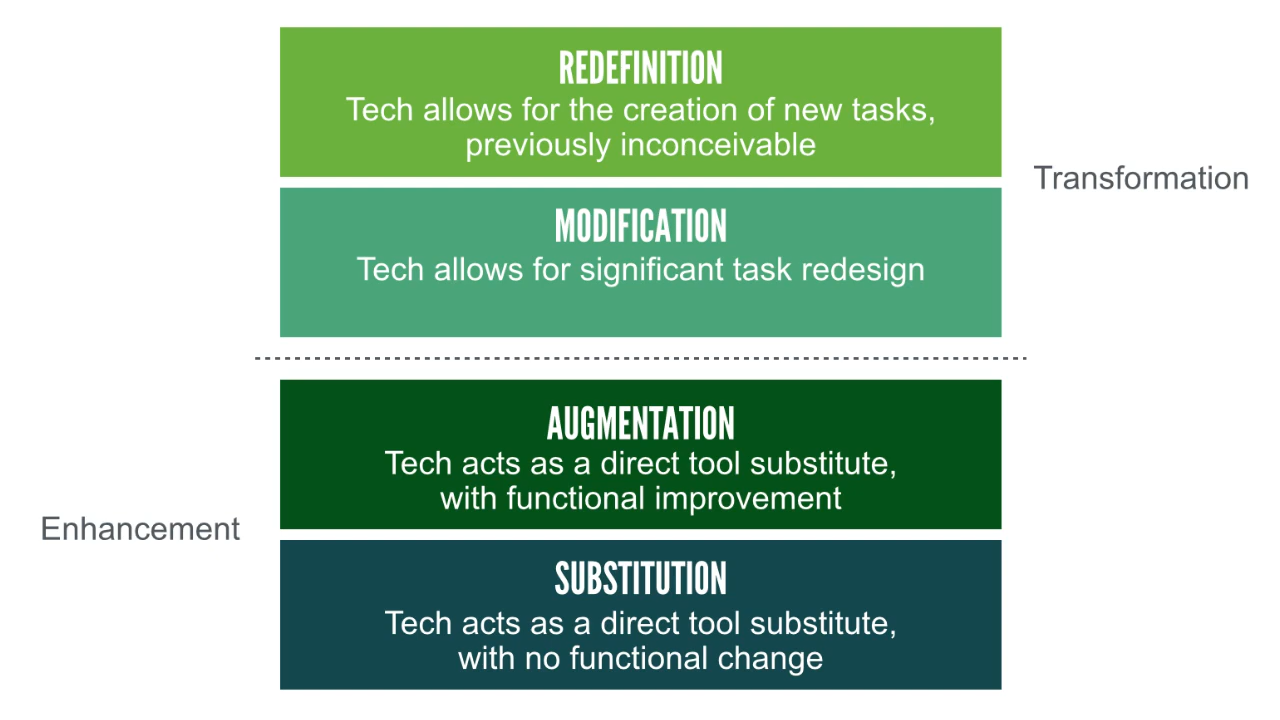 REDEFINITION
Tech allows for the creation of new tasks,
previously inconceivable
Transformation
MODIFICATION
Tech allows for significant task redesign
AUGMENTATION
Tech acts as a direct tool substitute,
with functional improvement
Enhancement
SUBSTITUTION
Tech acts as a direct tool substitute,
with no functional change